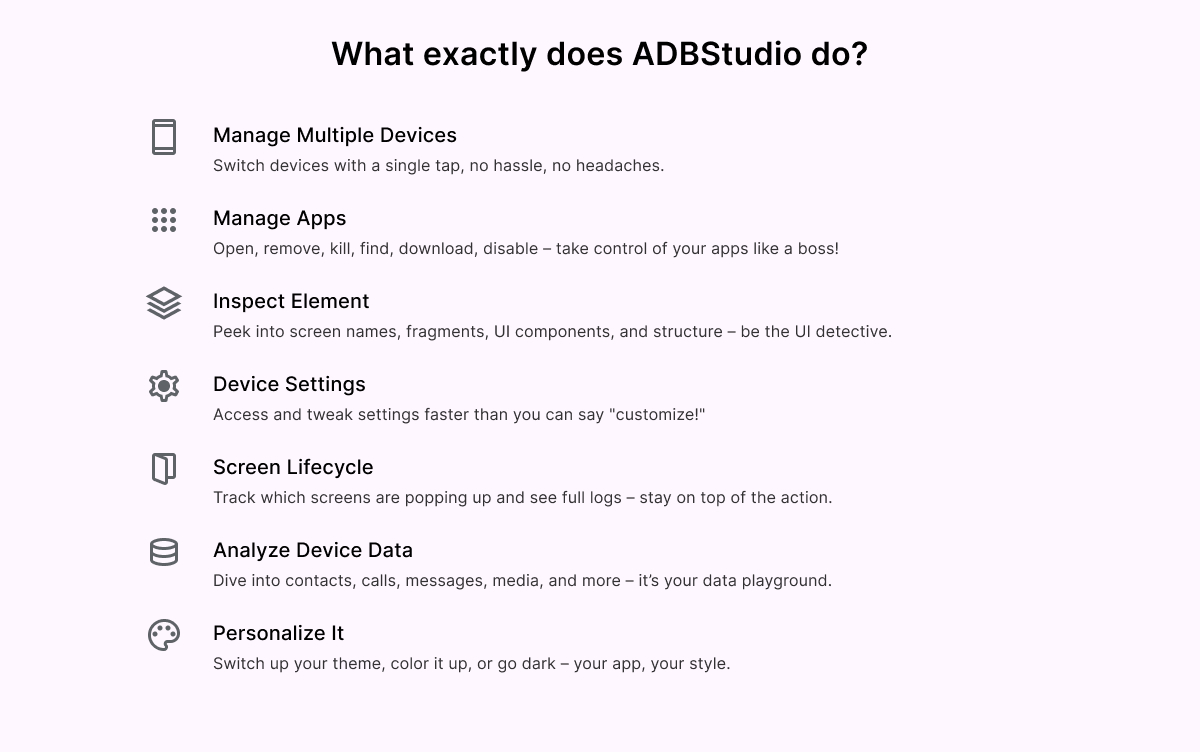 What exactly does ADBStudio do?
Manage Multiple Devices
Switch devices with a single tap, no hassle, no headaches.
Manage Apps
Open, remove, kill, find, download, disable – take control of your apps like a boss!
Inspect Element
Peek into screen names, fragments, UI components, and structure – be the UI detective.
Device Settings
Access and tweak settings faster than you can say "customize!"
Screen Lifecycle
Track which screens are popping up and see full logs – stay on top of the action.
Analyze Device Data
Dive into contacts, calls, messages, media, and more – it’s your data playground.
Personalize It
Switch up your theme, color it up, or go dark – your app, your style.